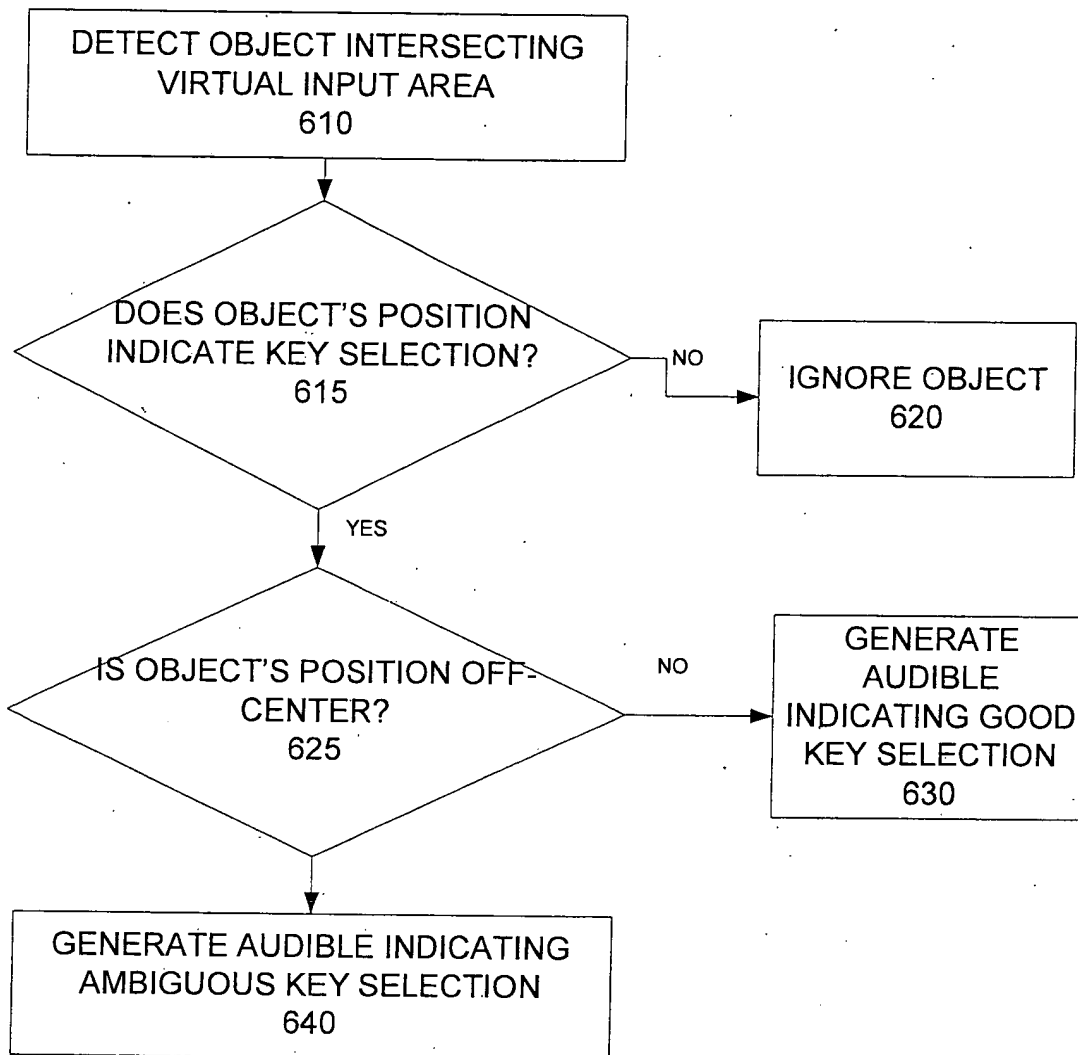 DETECT OBJECT INTERSECTING
VIRTUAL INPUT AREA
610
DOES OBJECT'S POSITION
INDICATE KEY SELECTION?
615
NO
IGNORE OBJECT
620
YES
IS OBJECT'S POSITION OFF-
CENTER?
625
NO
GENERATE
AUDIBLE
INDICATING GOOD
KEY SELECTION
630
GENERATE AUDIBLE INDICATING
AMBIGUOUS KEY SELECTION
640